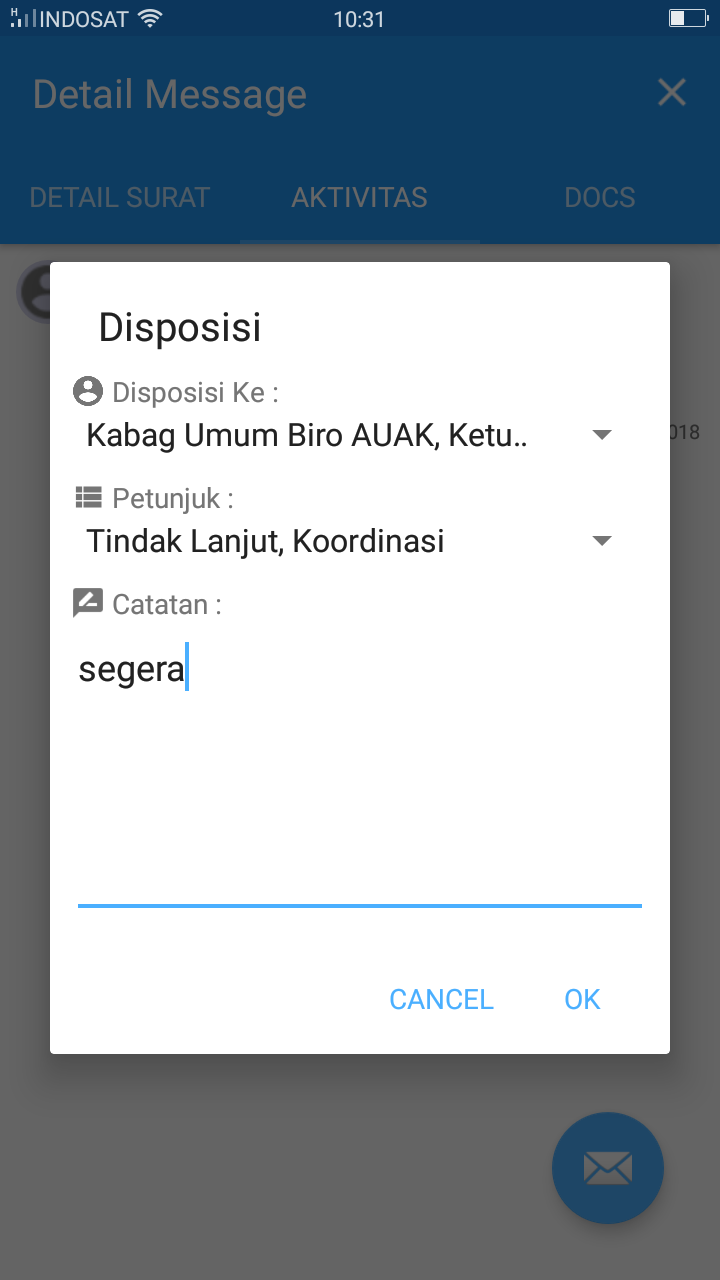 H INDOSAT 10:31
Detail Message
DETAIL SURAT AKTIVITAS DOCS
Disposisi
Disposisi Ke :
Kabag Umum Biro AUAK, Ketu..
018
Petunjuk :
Tindak Lanjut, Koordinasi
Catatan :
segera
CANCEL OK